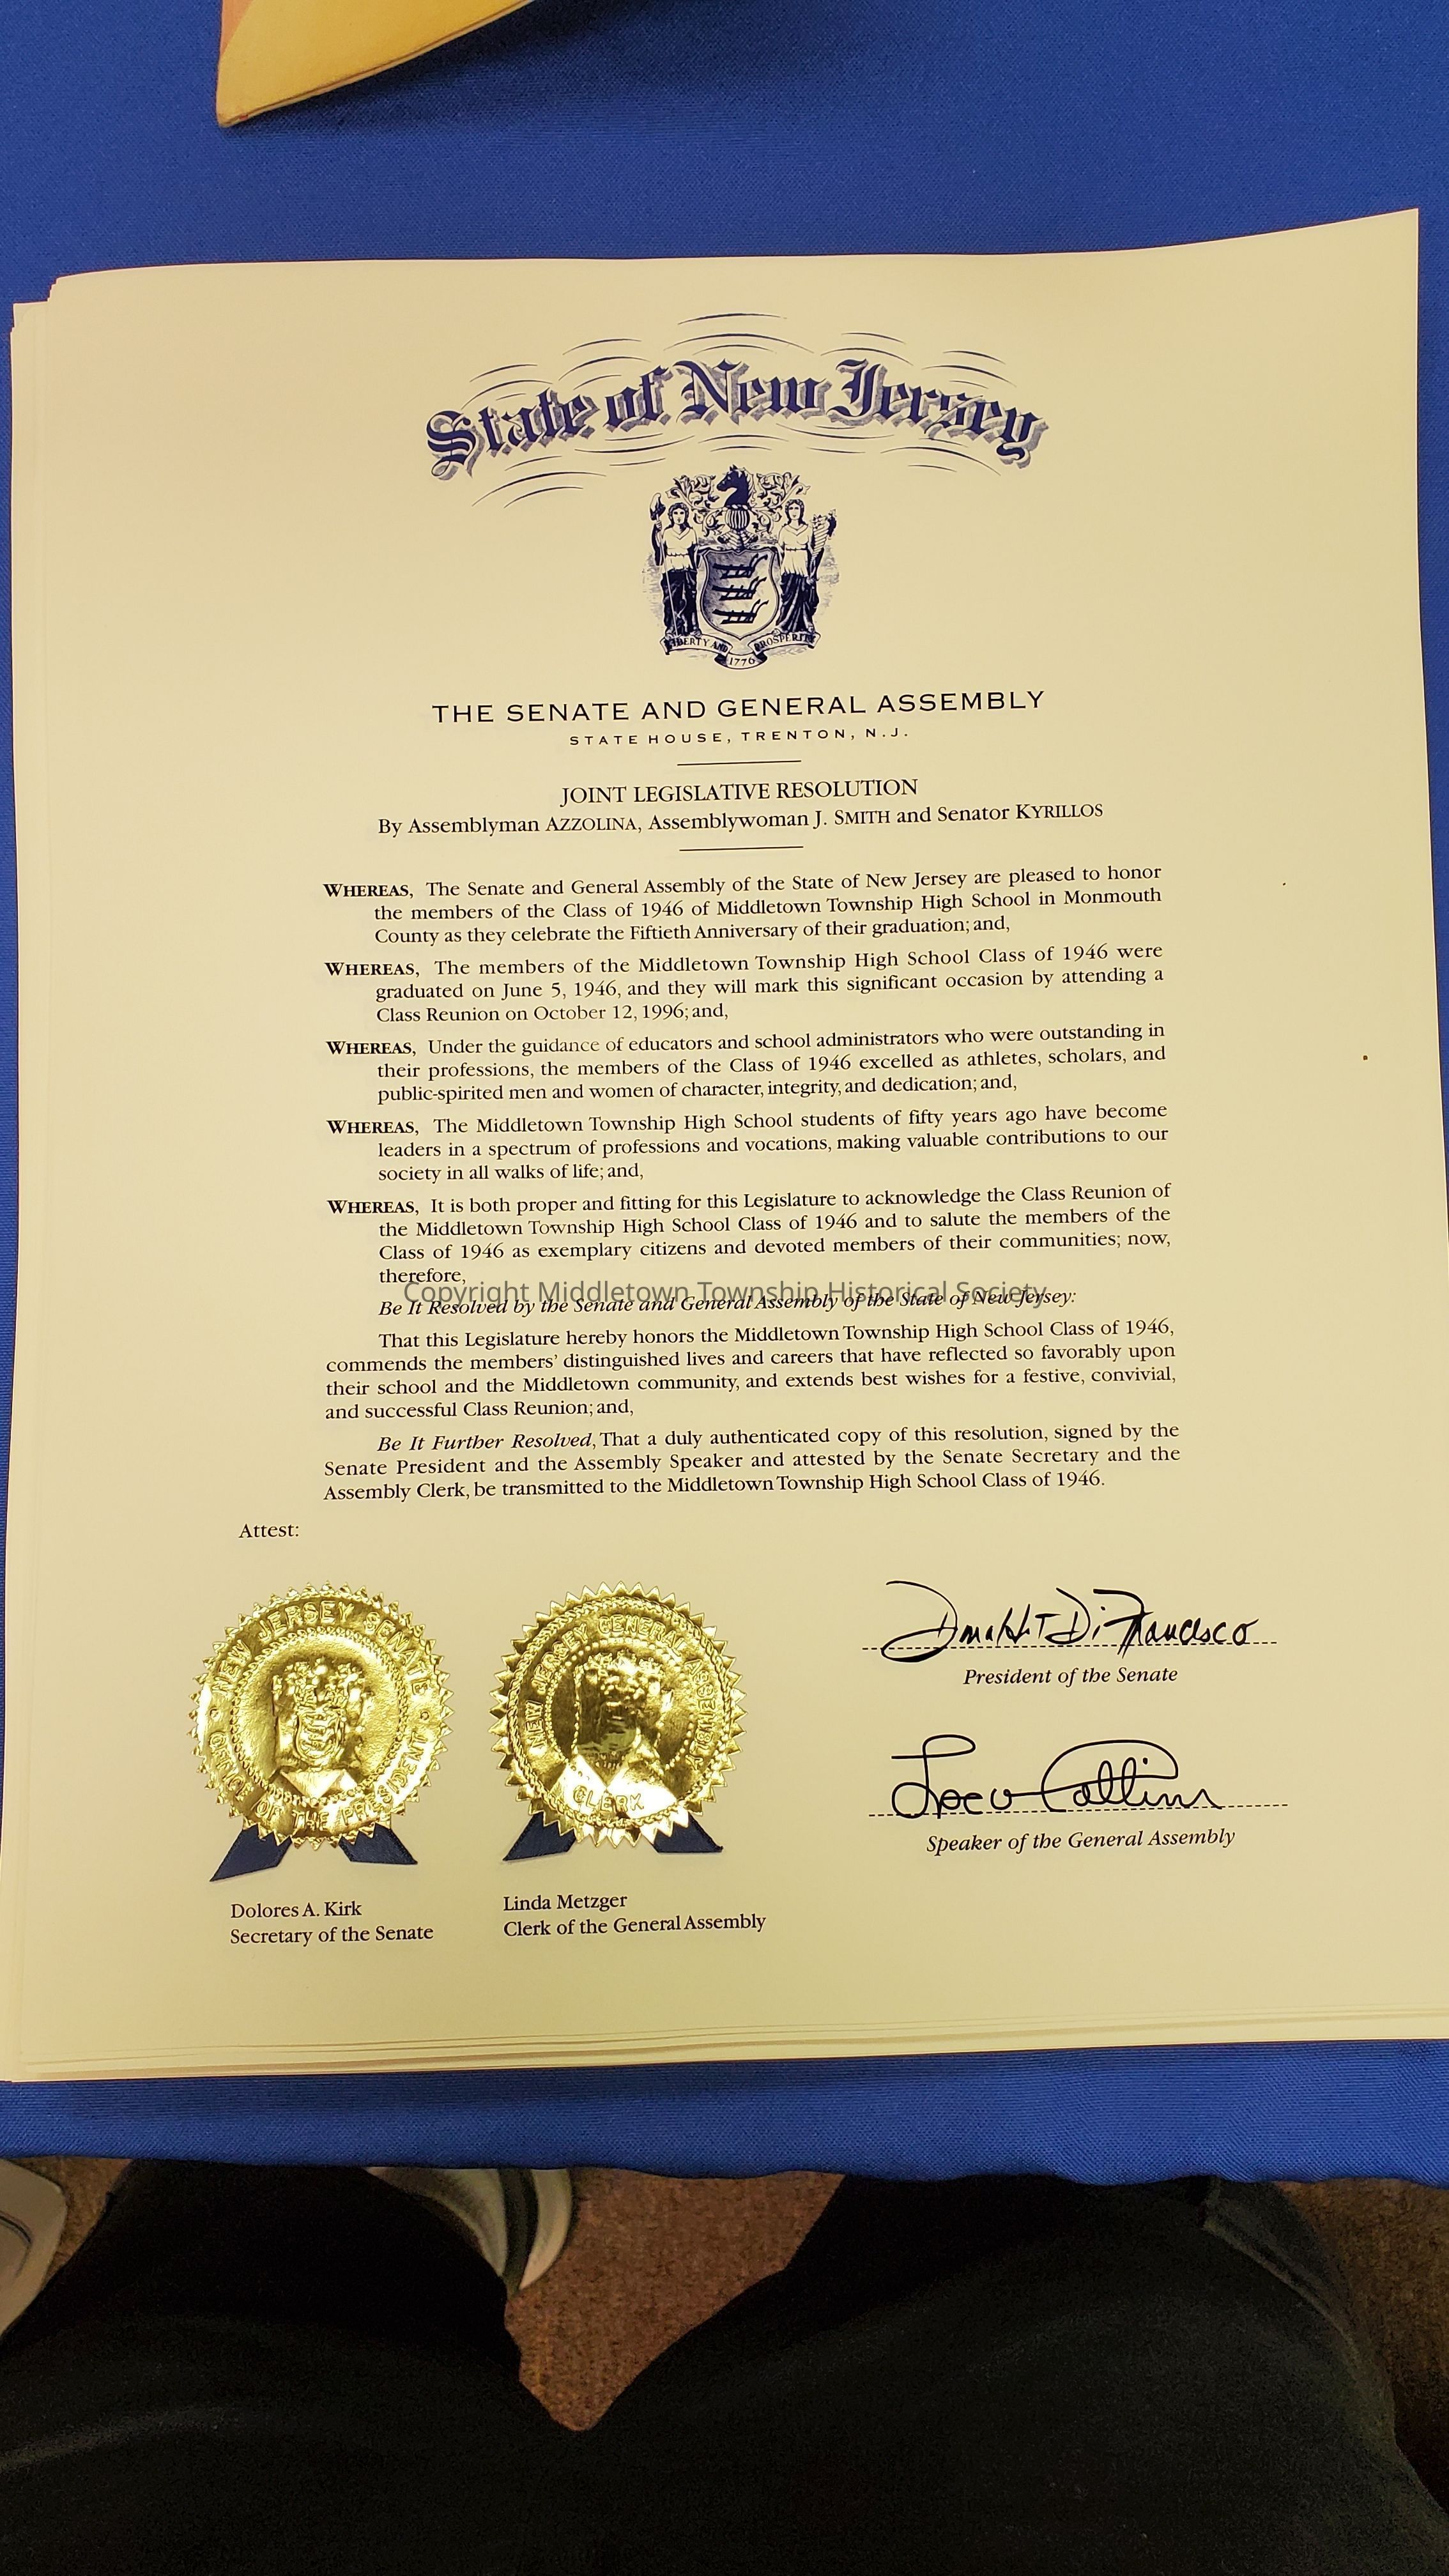 State of New Jersey
LIBERTY AND PROSPERITY
1776
THE SENATE AND GENERAL ASSEMBLY
STATE HOUSE, TRENTON, N.J.
JOINT LEGISLATIVE RESOLUTION
By Assemblyman AZZOLINA, Assemblywoman J. SMITH and Senator KYRILLOS
WHEREAS, The Senate and General Assembly of the State of New Jersey are pleased to honor
the members of the Class of 1946 of Middletown Township High School in Monmouth
County as they celebrate the Fiftieth Anniversary of their graduation; and,
WHEREAS, The members of the Middletown Township High School Class of 1946 were
graduated on June 5, 1946, and they will mark this significant occasion by attending a
Class Reunion on October 12, 1996; and,
WHEREAS, Under the guidance of educators and school administrators who were outstanding in
their professions, the members of the Class of 1946 excelled as athletes, scholars, and
public-spirited men and women of character, integrity, and dedication; and,
WHEREAS, The Middletown Township High School students of fifty years ago have become
leaders in a spectrum of professions and vocations, making valuable contributions to our
society in all walks of life; and,
WHEREAS, It is both proper and fitting for this Legislature to acknowledge the Class Reunion of
the Middletown Township High School Class of 1946 and to salute the members of the
Class of 1946 as exemplary citizens and devoted members of their communities; now,
therefore,
Copyright Middletown Township Historical Society
Be It Resolved by the Senate and General Assembly of the State of New Jersey:
That this Legislature hereby honors the Middletown Township High School Class of 1946,
commends the members' distinguished lives and careers that have reflected so favorably upon
their school and the Middletown community, and extends best wishes for a festive, convivial,
and successful Class Reunion; and,
Be It Further Resolved, That a duly authenticated copy of this resolution, signed by the
Senate President and the Assembly Speaker and attested by the Senate Secretary and the
Assembly Clerk, be transmitted to the Middletown Township High School Class of 1946.
Attest:
NEW JERSEY SENATE
OFFICE OF THE PRESIDENT
NEW JERSEY GENERAL ASSEMBLY
CLERK
Donald T DiFrancesco
President of the Senate
Collins
Speaker of the General Assembly
Dolores A. Kirk
Secretary of the Senate
Linda Metzger
Clerk of the General Assembly